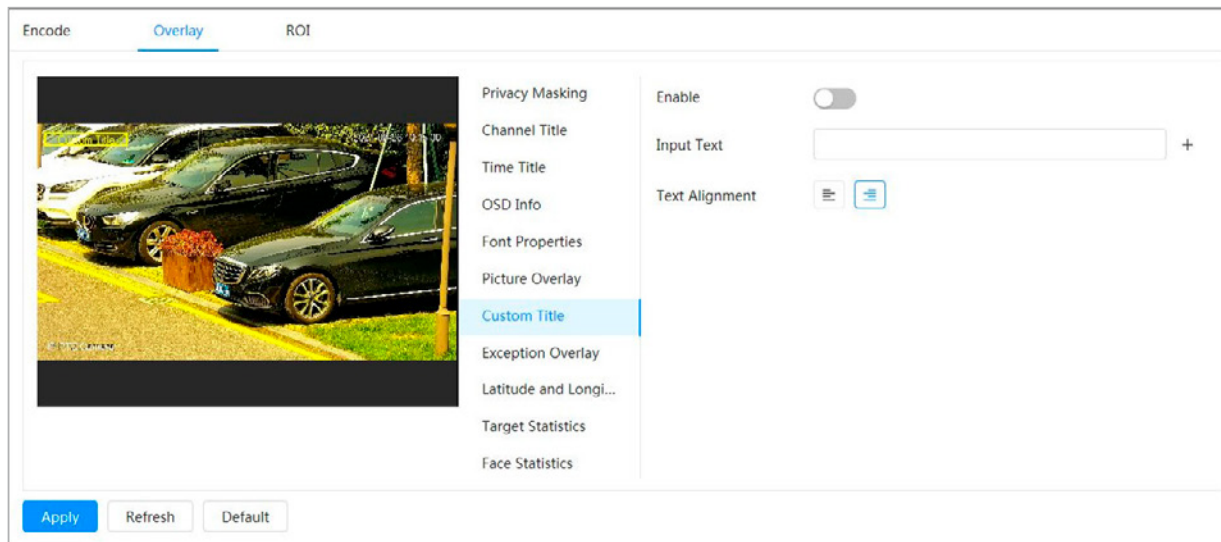 Encode Overlay ROI
Privacy Masking
Channel Title
Time Title
OSD Info
Font Properties
Picture Overlay
Custom Title
Exception Overlay
Latitude and Longi...
Target Statistics
Face Statistics
Enable
Input Text +
Text Alignment
Apply Refresh Default